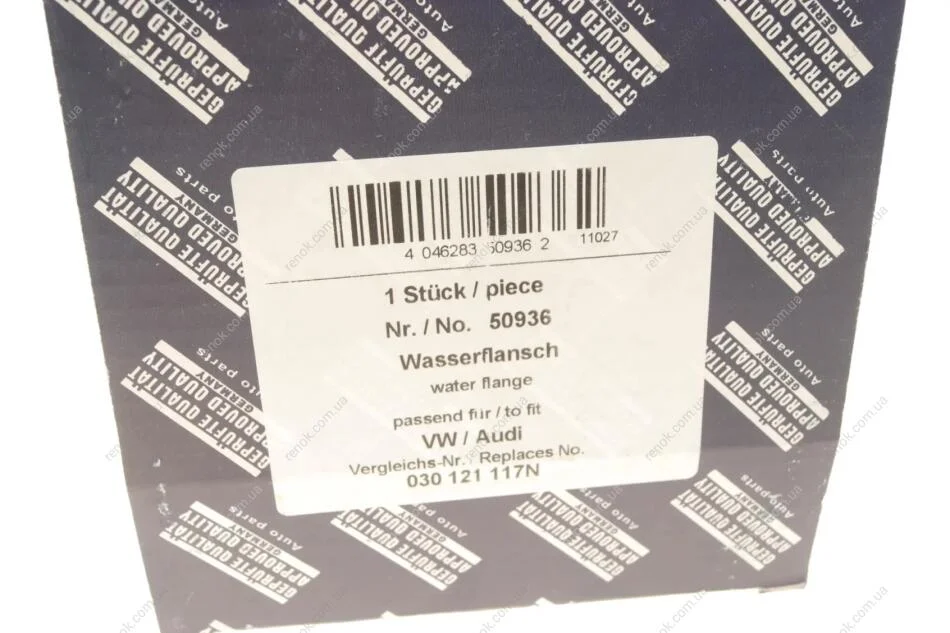 4 046283 50936 2 11027
1 Stück / piece
Nr. / No. 50936
Wasserflansch
water flange
passend für / to fit
VW / Audi
Vergleichs-Nr. / Replaces No.
030 121 117N
GEPRÜFTE QUALITÄT
APPROVED QUALITY
GERMANY
Auto parts
renok.com.ua